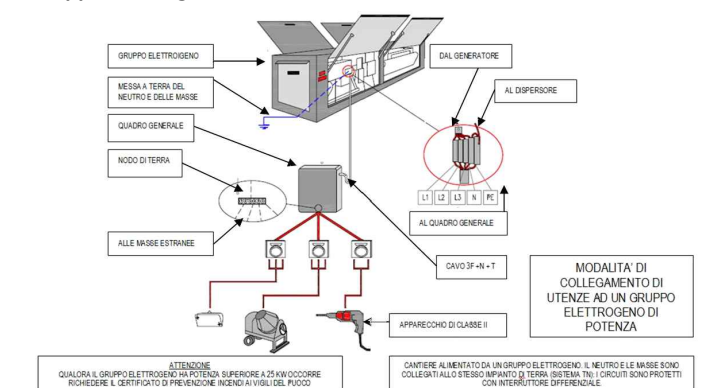 GRUPPO ELETTROIGENO
MESSA A TERRA DEL
NEUTRO E DELLE MASSE
QUADRO GENERALE
NODO DI TERRA
ALLE MASSE ESTRANEE
DAL GENERATORE
AL DISPERSORE
L1 L2 L3 N PE
AL QUADRO GENERALE
CAVO 3F +N + T
APPARECCHIO DI CLASSE II
MODALITA' DI
COLLEGAMENTO DI
UTENZE AD UN GRUPPO
ELETTROGENO DI
POTENZA
ATTENZIONE
QUALORA IL GRUPPO ELETTROGENO HA POTENZA SUPERIORE A 25 KW OCCORRE
RICHIEDERE IL CERTIFICATO DI PREVENZIONE INCENDI AI VIGILI DEL FUOCO
CANTIERE ALIMENTATO DA UN GRUPPO ELETTROGENO. IL NEUTRO E LE MASSE SONO
COLLEGATI ALLO STESSO IMPIANTO DI TERRA (SISTEMA TN): I CIRCUITI SONO PROTETTI
CON INTERRUTTORE DIFFERENZIALE